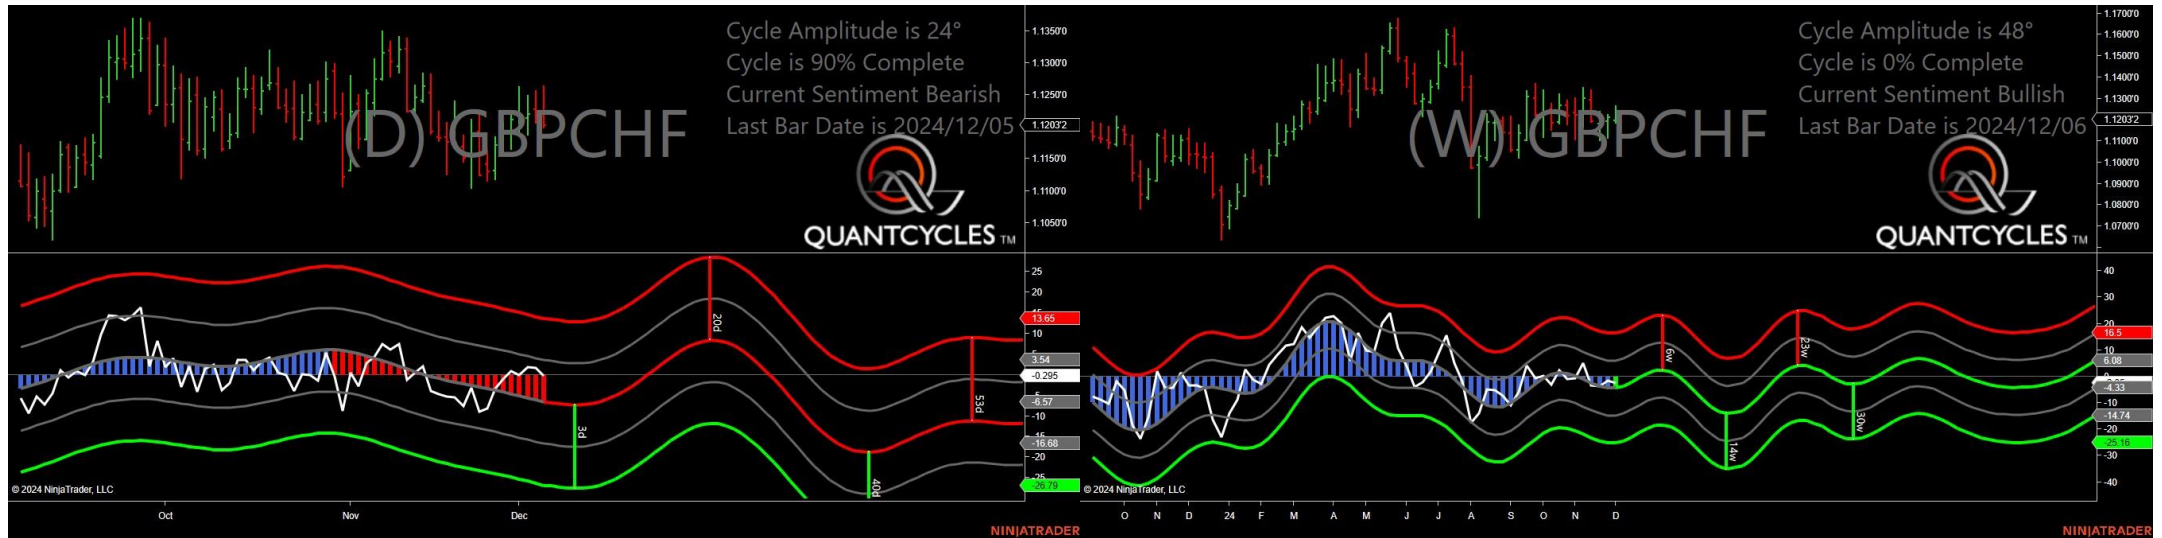 Cycle Amplitude is 24°
Cycle is 90% Complete
Current Sentiment Bearish
Last Bar Date is 2024/12/05
(D) GBPCHF
QUANTCYCLES TM
1.1350'0
1.1300'0
1.1250'0
1.12032
1.1150'0
1.1100'0
1.1050'0
25
20
13.65
10
3.54
-0.295
-6.57
-10
-16.68
-20
-26.79
3d
20d
40d
53d
© 2024 NinjaTrader, LLC
Oct
Nov
Dec
NINJATRADER
Cycle Amplitude is 48°
Cycle is 0% Complete
Current Sentiment Bullish
Last Bar Date is 2024/12/06
(W) GBPCHF
QUANTCYCLES TM
1.1700'0
1.1600'0
1.1500'0
1.1400'0
1.1300'0
1.12032
1.1100'0
1.1000'0
1.0900'0
1.0800'0
1.0700'0
40
30
20
16.5
10
6.08
-4.33
-10
-14.74
-20
-25.16
-30
-40
6w
14w
23w
30w
© 2024 NinjaTrader, LLC
O N D 24 F M A M J J A S O N D
NINJATRADER